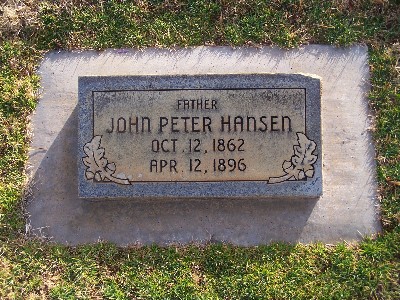 FATHER
JOHN PETER HANSEN
OCT. 12, 1862
APR. 12, 1896